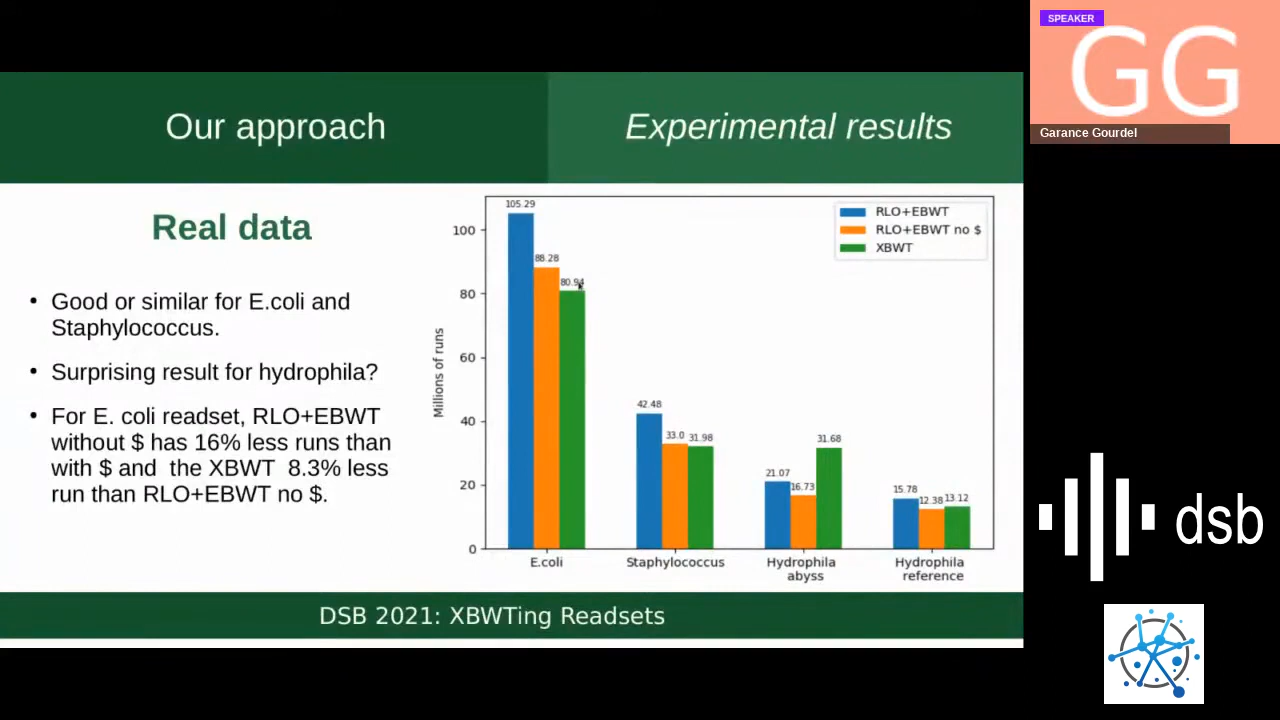 SPEAKER
GG
Garance Gourdel
Our approach
Experimental results
Real data
• Good or similar for E.coli and
Staphylococcus.
• Surprising result for hydrophila?
• For E. coli readset, RLO+EBWT
without $ has 16% less runs than
with $ and the XBWT 8.3% less
run than RLO+EBWT no $.
RLO+EBWT
RLO+EBWT no $
XBWT
Millions of runs
100
80
60
40
20
0
105.29
88.28
80.94
42.48
33.0
31.98
21.07
16.73
31.68
15.78
12.38
13.12
E.coli
Staphylococcus
Hydrophila
abyss
Hydrophila
reference
DSB 2021: XBWTing Readsets
dsb